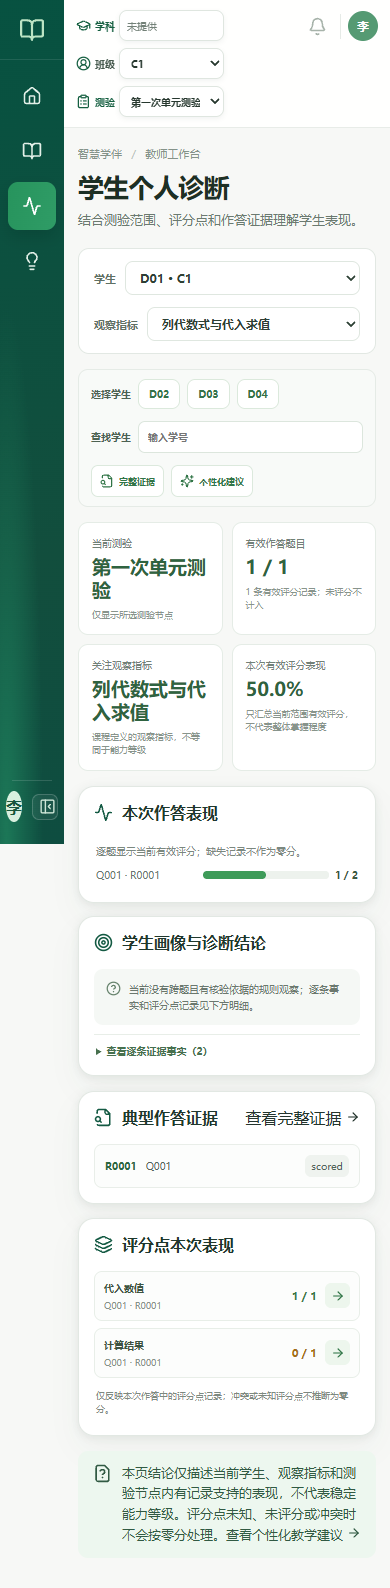 学科 未提供
李
班级 C1
测验 第一次单元测验
智慧学伴 / 教师工作台
学生个人诊断
结合测验范围、评分点和作答证据理解学生表现。
学生 D01 · C1
观察指标 列代数式与代入求值
选择学生 D02 D03 D04
查找学生 输入学号
完整证据 个性化建议
当前测验
第一次单元测
验
仅显示所选测验节点
有效作答题目
1 / 1
1 条有效评分记录；未评分不
计入
关注观察指标
列代数式与代
入求值
课程定义的观察指标，不等
同于能力等级
本次有效评分表现
50.0%
只汇总当前范围有效评分，
不代表整体掌握程度
李
本次作答表现
逐题显示当前有效评分；缺失记录不作为零分。
Q001 · R0001 1 / 2
学生画像与诊断结论
当前没有跨题且有核验依据的规则观察；逐条事
实和评分点记录见下方明细。
查看逐条证据事实（2）
典型作答证据 查看完整证据
R0001 Q001 scored
评分点本次表现
代入数值
Q001 · R0001
1 / 1
计算结果
Q001 · R0001
0 / 1
仅反映本次作答中的评分点记录；冲突或未知评分点不推断为零
分。
本页结论仅描述当前学生、观察指标和测
验节点内有记录支持的表现，不代表稳定
能力等级。评分点未知、未评分或冲突时
不会按零分处理。查看个性化教学建议